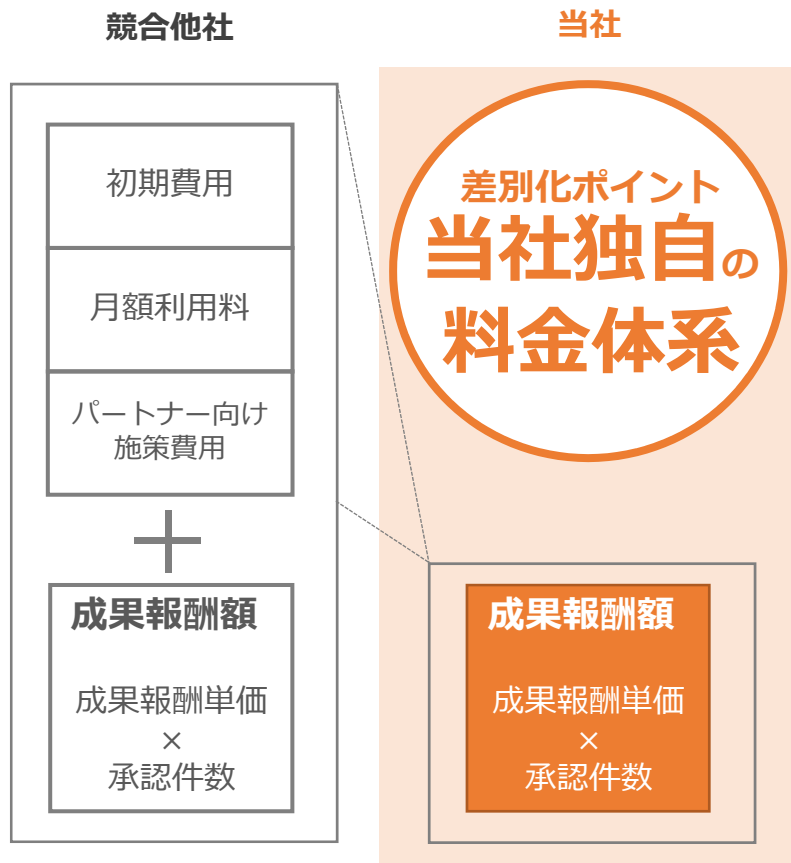 競合他社
初期費用
月額利用料
パートナー向け
施策費用
＋
成果報酬額
成果報酬単価
×
承認件数
当社
差別化ポイント
当社独自の
料金体系
成果報酬額
成果報酬単価
×
承認件数